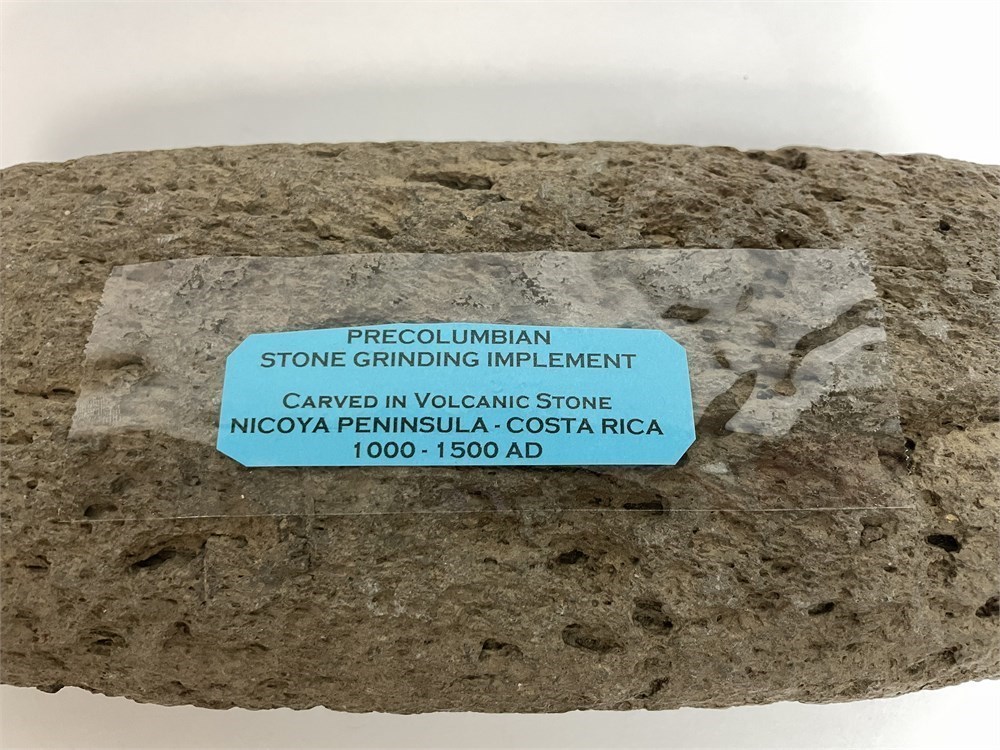 PRECOLUMBIAN
STONE GRINDING IMPLEMENT
CARVED IN VOLCANIC STONE
NICOYA PENINSULA - COSTA RICA
1000 - 1500 AD